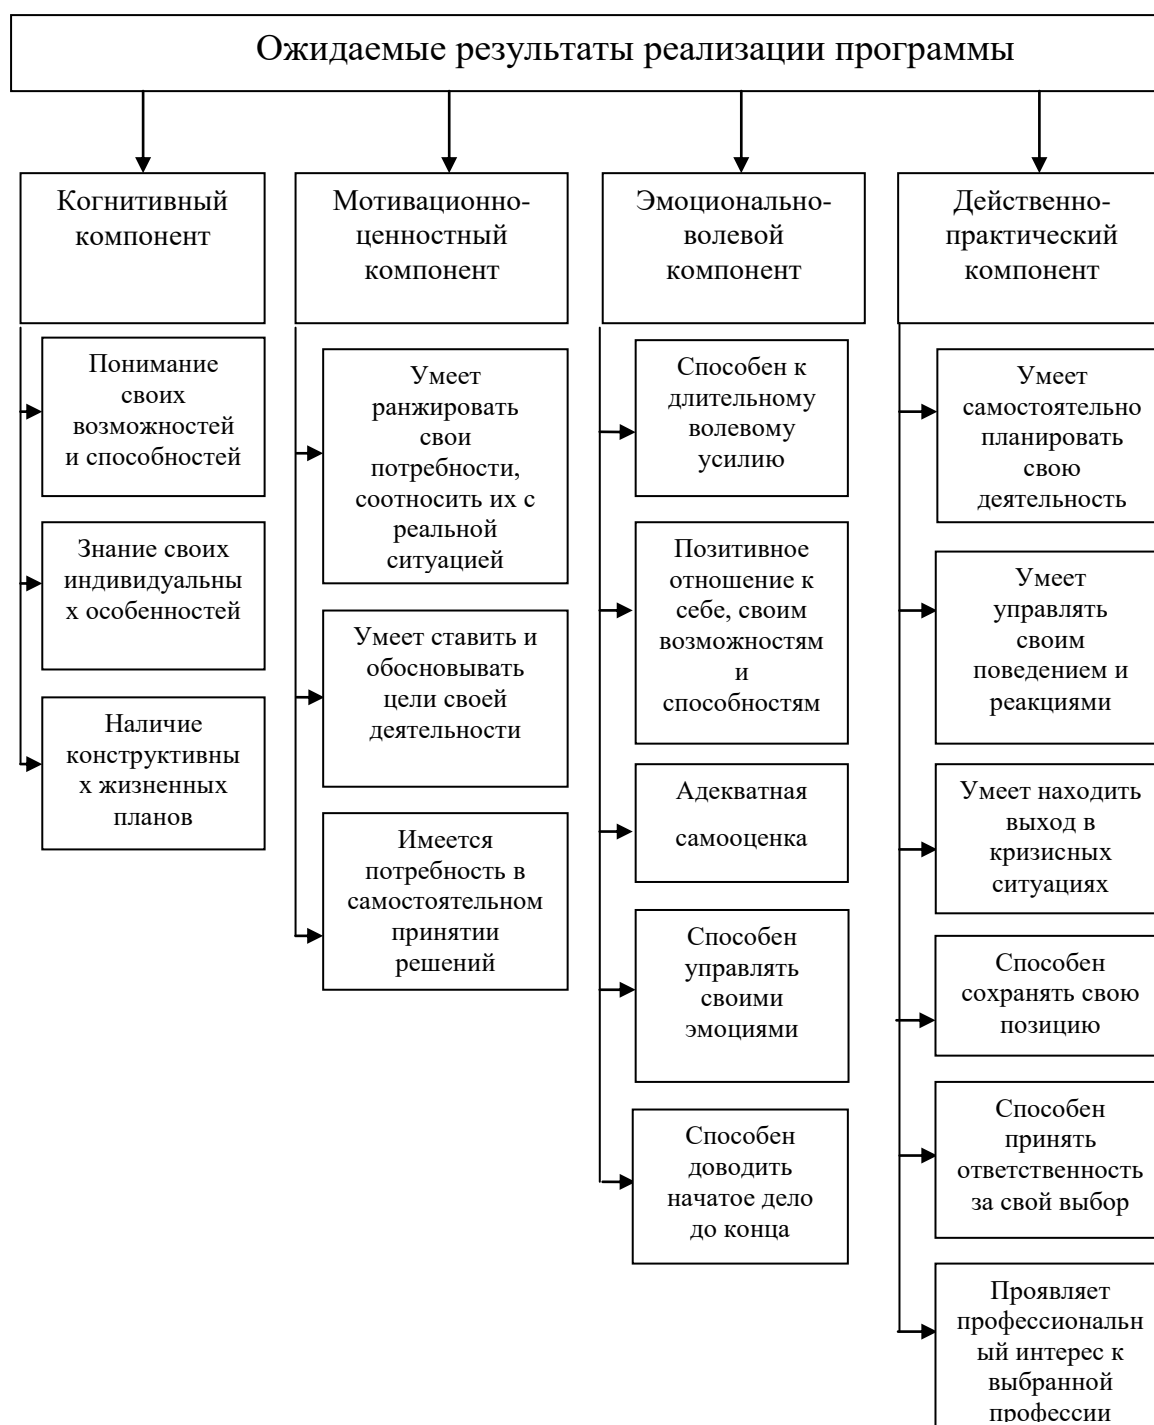 Ожидаемые результаты реализации программы
Когнитивный
компонент
Понимание
своих
возможностей
и способностей
Знание своих
индивидуальны
х особенностей
Наличие
конструктивны
х жизненных
планов
Мотивационно-
ценностный
компонент
Умеет
ранжировать
свои
потребности,
соотносить их с
реальной
ситуацией
Умеет ставить и
обосновывать
цели своей
деятельности
Имеется
потребность в
самостоятельном
принятии
решений
Эмоционально-
волевой
компонент
Способен к
длительному
волевому
усилию
Позитивное
отношение к
себе, своим
возможностям
и
способностям
Адекватная
самооценка
Способен
управлять
своими
эмоциями
Способен
доводить
начатое дело
до конца
Действенно-
практический
компонент
Умеет
самостоятельно
планировать
свою
деятельность
Умеет
управлять
своим
поведением и
реакциями
Умеет находить
выход в
кризисных
ситуациях
Способен
сохранять свою
позицию
Способен
принять
ответственность
за свой выбор
Проявляет
профессиональн
ый интерес к
выбранной
профессии